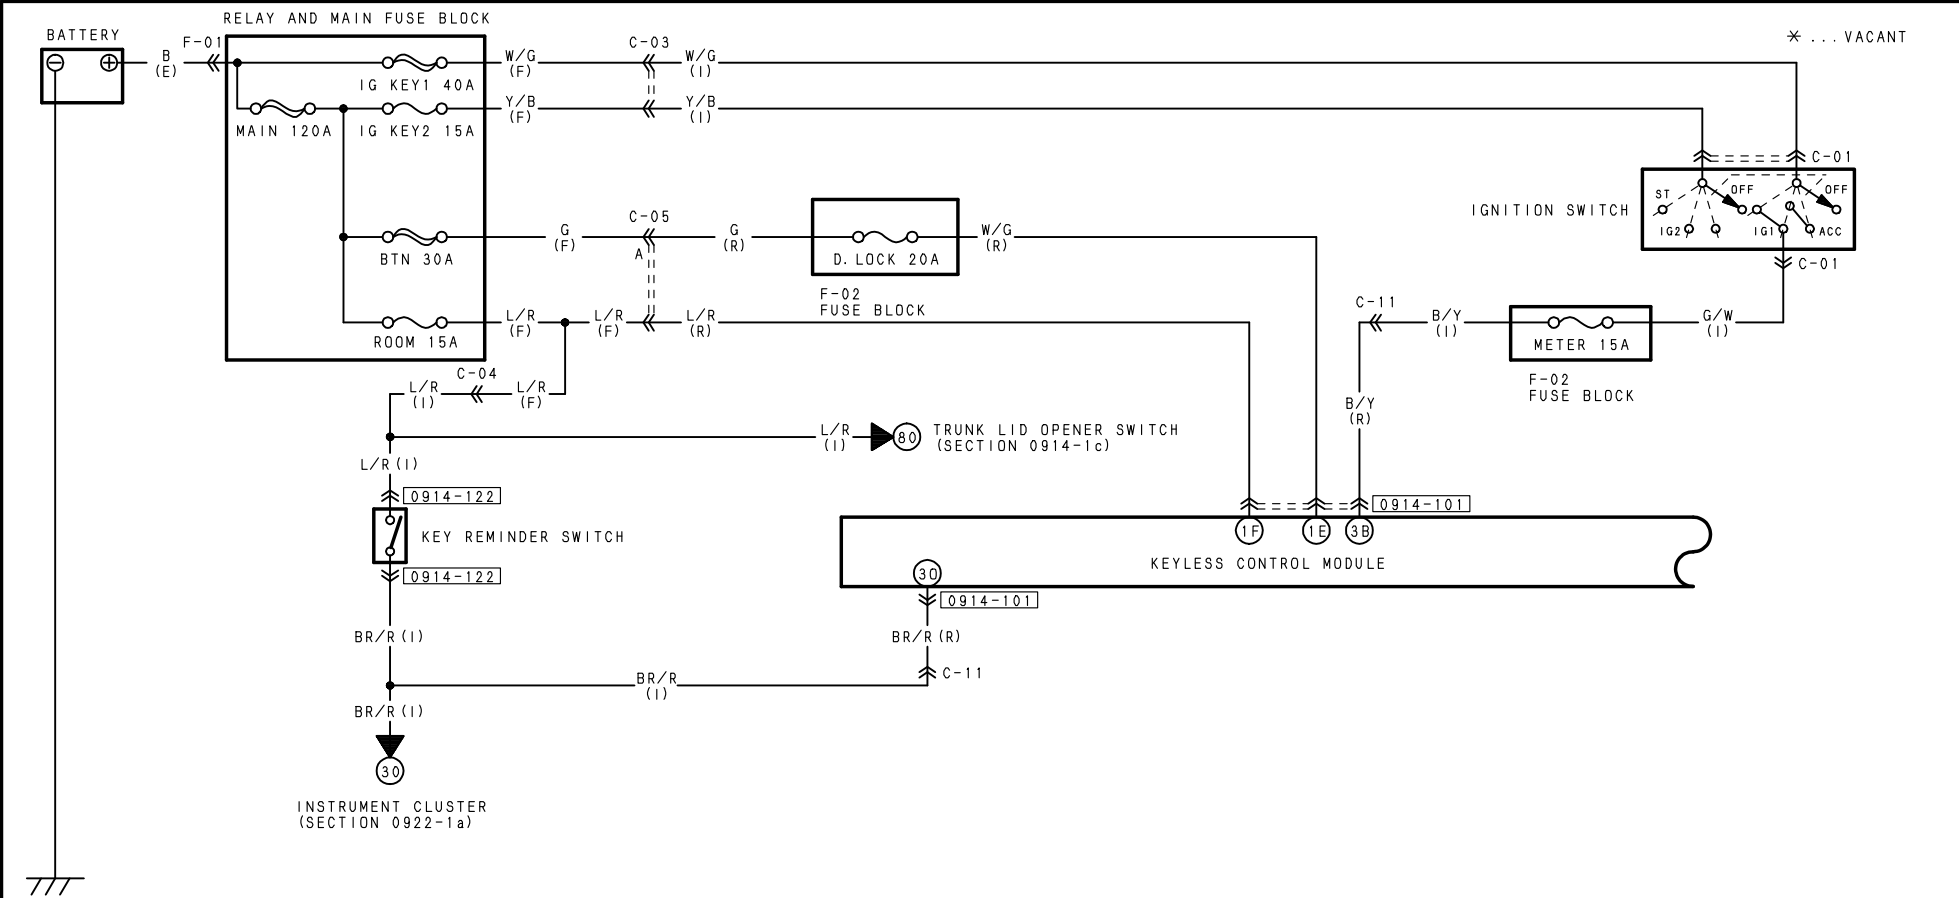 RELAY AND MAIN FUSE BLOCK
BATTERY
F-01
B
(E)
IG KEY1 40A
MAIN 120A
IG KEY2 15A
BTN 30A
ROOM 15A
W/G
(F)
C-03
W/G
(I)
Y/B
(F)
Y/B
(I)
* ... VACANT
C-01
IGNITION SWITCH
ST
OFF
OFF
IG2
IG1
ACC
C-01
G
(F)
C-05
A
G
(R)
D.LOCK 20A
F-02
FUSE BLOCK
W/G
(R)
L/R
(F)
L/R
(F)
L/R
(R)
C-11
B/Y
(I)
METER 15A
F-02
FUSE BLOCK
G/W
(I)
B/Y
(R)
L/R
(I)
C-04
L/R
(F)
L/R
(I)
80
TRUNK LID OPENER SWITCH
(SECTION 0914-1c)
L/R(I)
0914-122
KEY REMINDER SWITCH
0914-122
0914-101
1F
1E
3B
KEYLESS CONTROL MODULE
30
0914-101
BR/R(I)
BR/R(R)
C-11
BR/R
(I)
BR/R(I)
30
INSTRUMENT CLUSTER
(SECTION 0922-1a)